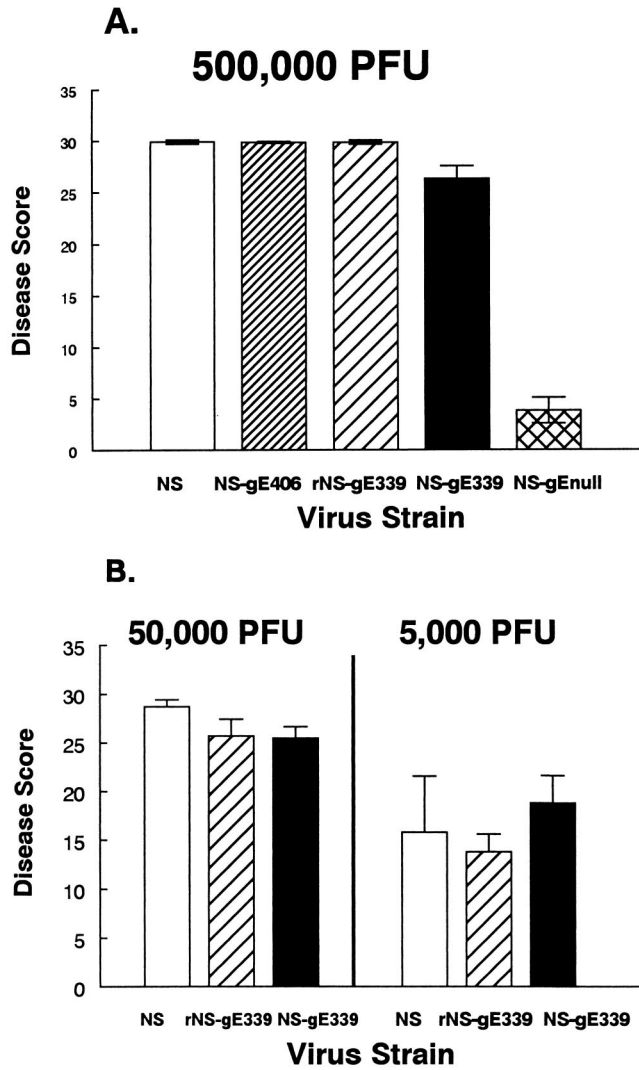 A.
500,000 PFU
Disease Score
35
30
25
20
15
10
5
0
NS NS-gE406 rNS-gE339 NS-gE339 NS-gEnull
Virus Strain
B.
50,000 PFU 5,000 PFU
Disease Score
35
30
25
20
15
10
5
0
NS rNS-gE339 NS-gE339 NS rNS-gE339 NS-gE339
Virus Strain